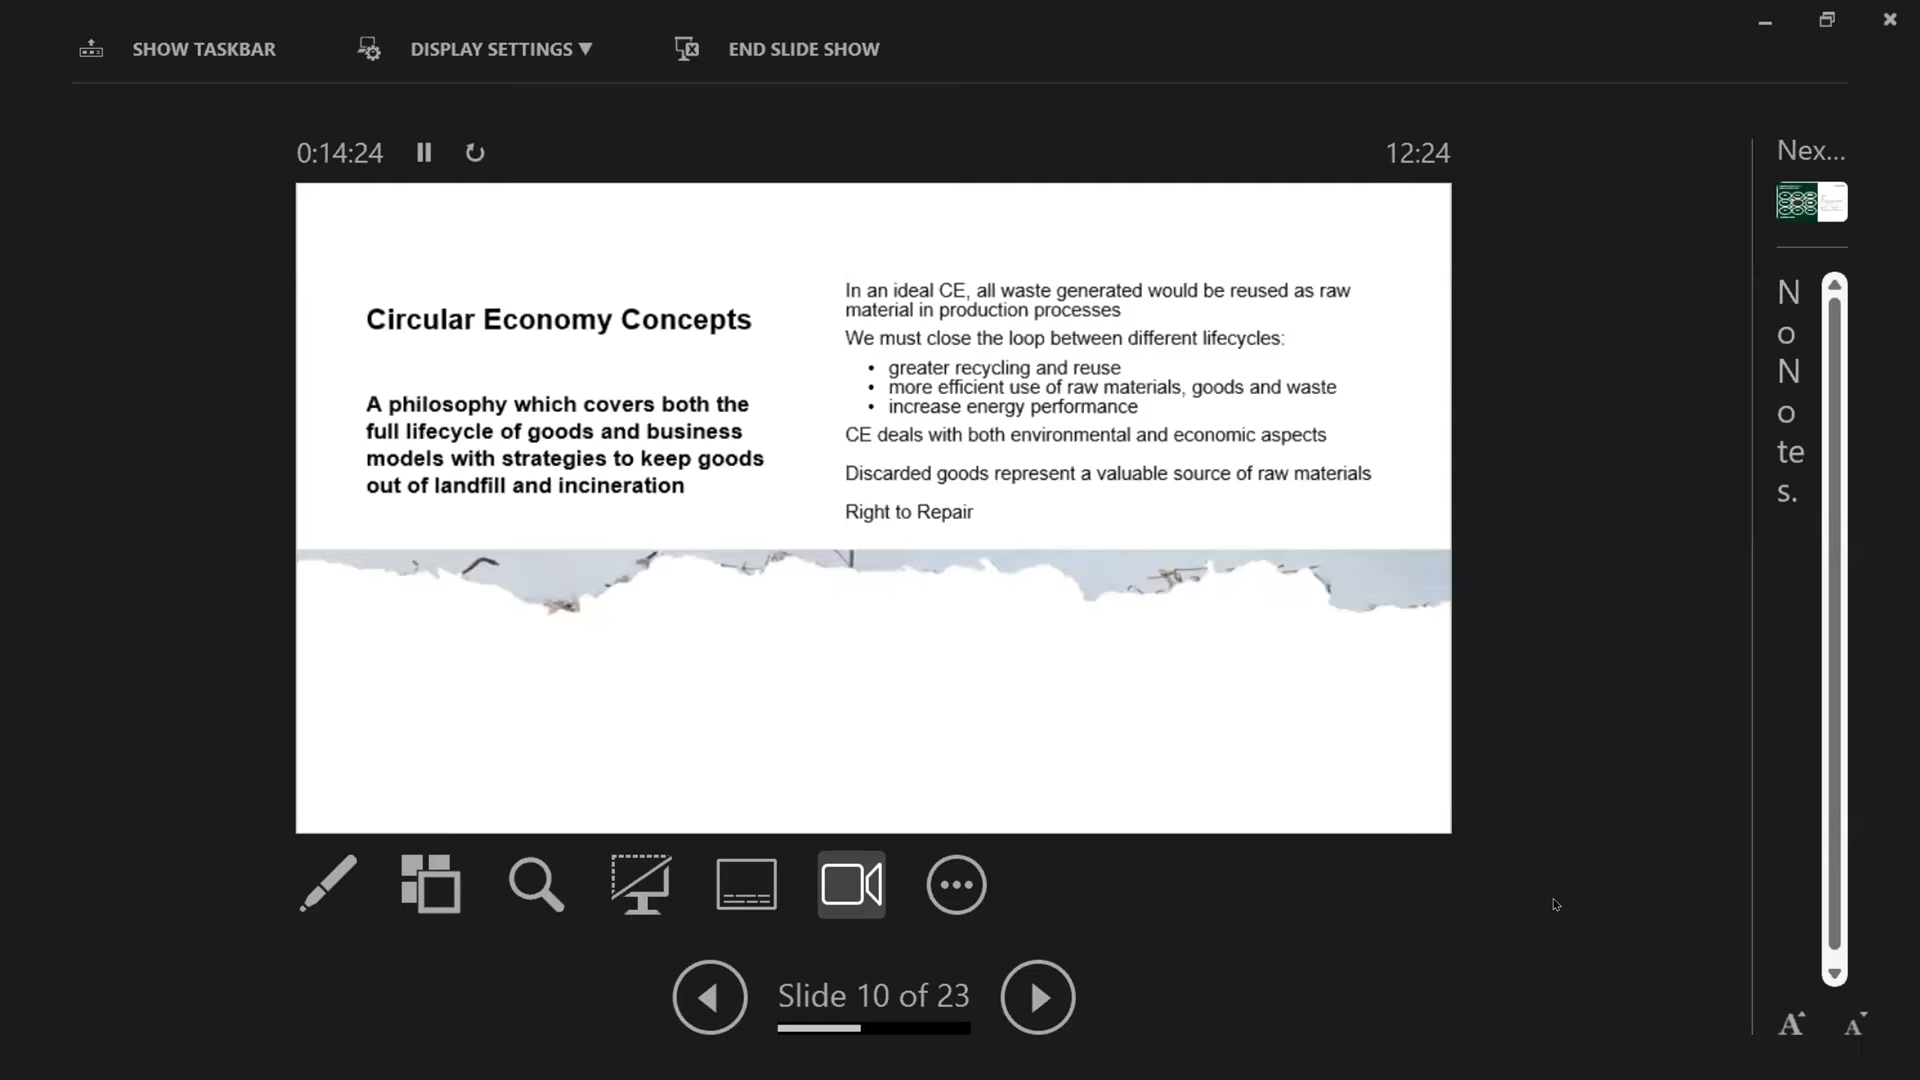 SHOW TASKBAR
DISPLAY SETTINGS ▼
END SLIDE SHOW
0:14:24
12:24
Nex...
Circular Economy Concepts
A philosophy which covers both the
full lifecycle of goods and business
models with strategies to keep goods
out of landfill and incineration
In an ideal CE, all waste generated would be reused as raw
material in production processes
We must close the loop between different lifecycles:
• greater recycling and reuse
• more efficient use of raw materials, goods and waste
• increase energy performance
CE deals with both environmental and economic aspects
Discarded goods represent a valuable source of raw materials
Right to Repair
N
o
N
o
te
s.
Slide 10 of 23
A
A